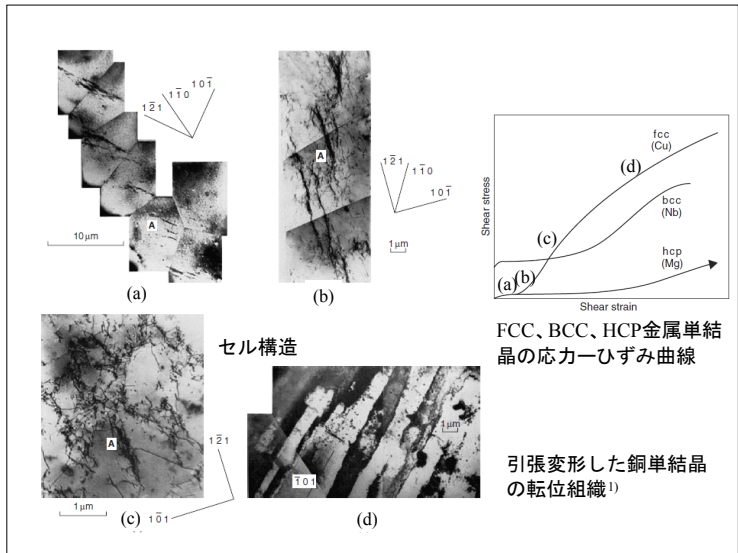 1 2̄ 1
1 1̄ 0
1 0 1̄
A
A
10 μm
(a)
A
1 2̄ 1
1 1̄ 0
1 0 1̄
1 μm
(b)
Shear stress
fcc
(Cu)
(d)
bcc
(Nb)
(c)
hcp
(Mg)
(a)
(b)
Shear strain
FCC、BCC、HCP金属単結
晶の応力ーひずみ曲線
セル構造
A
1 2̄ 1
1 0̄ 1
1 μm
(c)
1 μm
1̄ 0 1
(d)
引張変形した銅単結晶
の転位組織1)